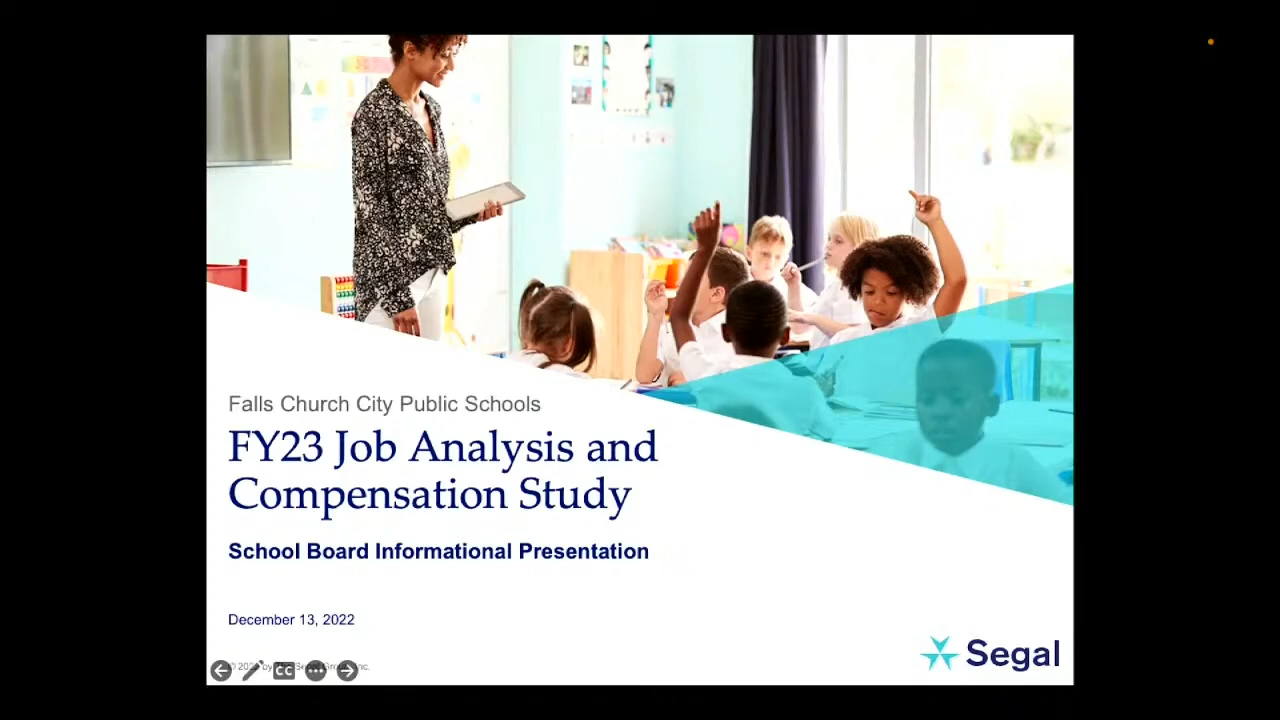 Falls Church City Public Schools
FY23 Job Analysis and
Compensation Study
School Board Informational Presentation
December 13, 2022
Segal
CC